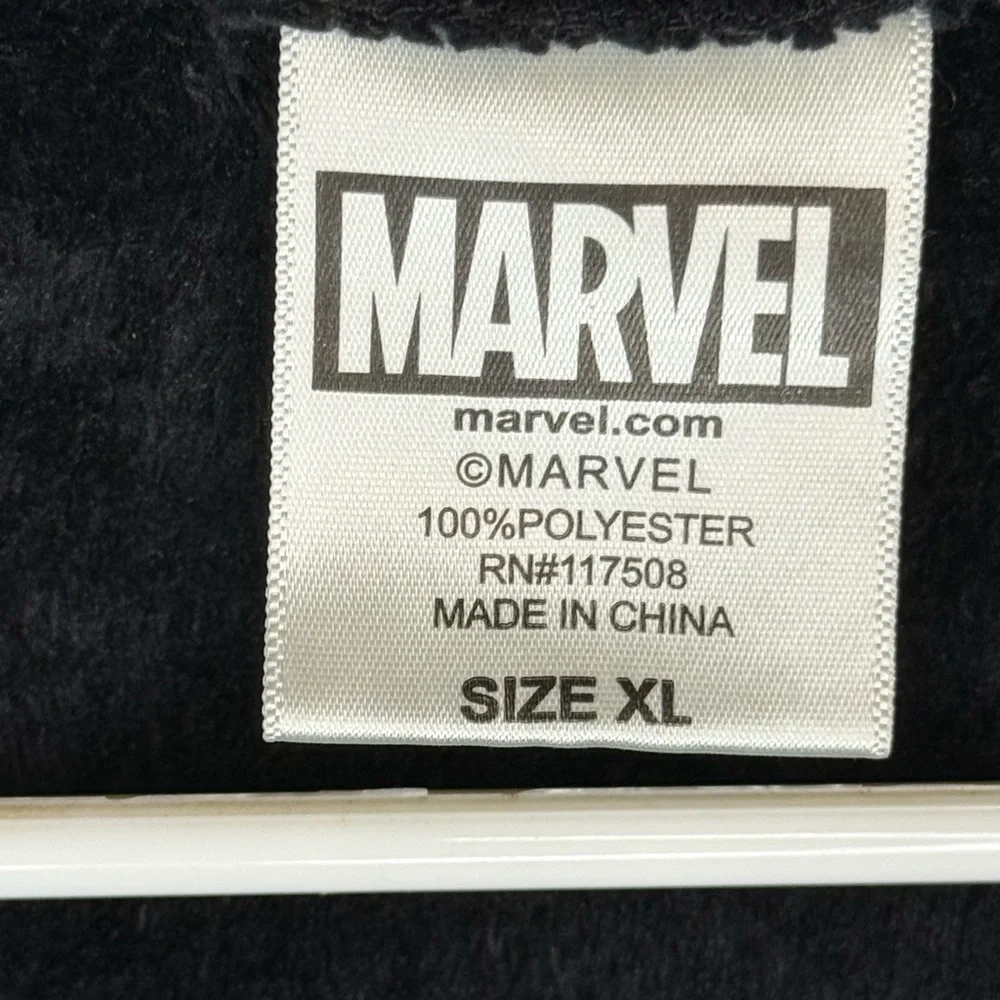 MARVEL
marvel.com
©MARVEL
100%POLYESTER
RN#117508
MADE IN CHINA
SIZE XL